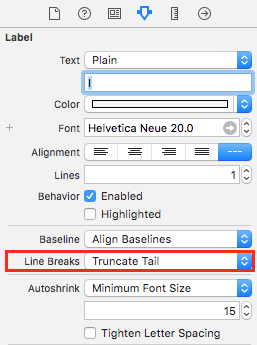 Label
Text Plain
l
Color
+ Font Helvetica Neue 20.0
Alignment ---
Lines 1
Behavior Enabled
Highlighted
Baseline Align Baselines
Line Breaks Truncate Tail
Autoshrink Minimum Font Size
15
Tighten Letter Spacing